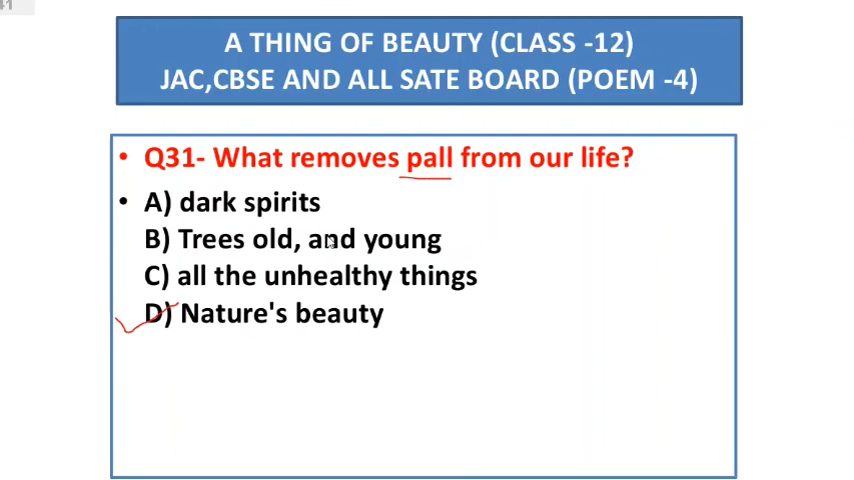 41
A THING OF BEAUTY (CLASS -12)
JAC,CBSE AND ALL SATE BOARD (POEM -4)
• Q31- What removes pall from our life?
• A) dark spirits
B) Trees old, and young
C) all the unhealthy things
D) Nature's beauty